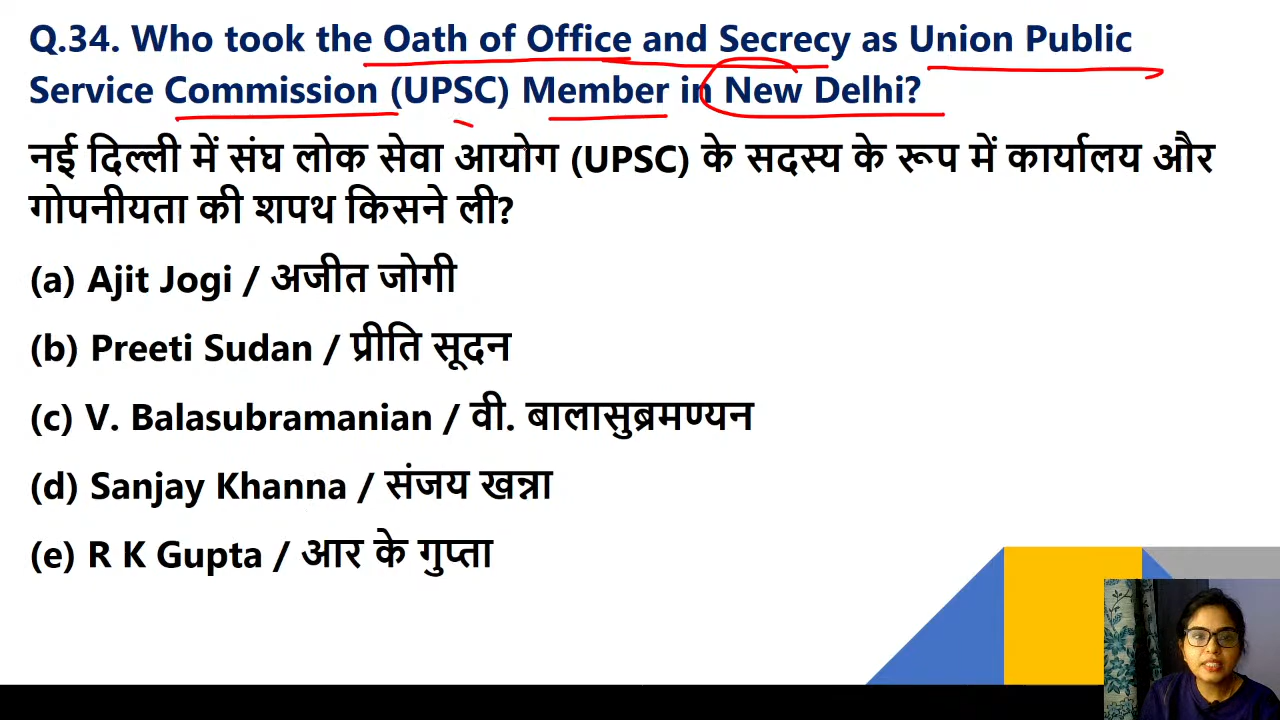 Q.34. Who took the Oath of Office and Secrecy as Union Public
Service Commission (UPSC) Member in New Delhi?
नई दिल्ली में संघ लोक सेवा आयोग (UPSC) के सदस्य के रूप में कार्यालय और
गोपनीयता की शपथ किसने ली?
(a) Ajit Jogi / अजीत जोगी
(b) Preeti Sudan / प्रीति सूदन
(c) V. Balasubramanian / वी. बालासुब्रमण्यन
(d) Sanjay Khanna / संजय खन्ना
(e) R K Gupta / आर के गुप्ता